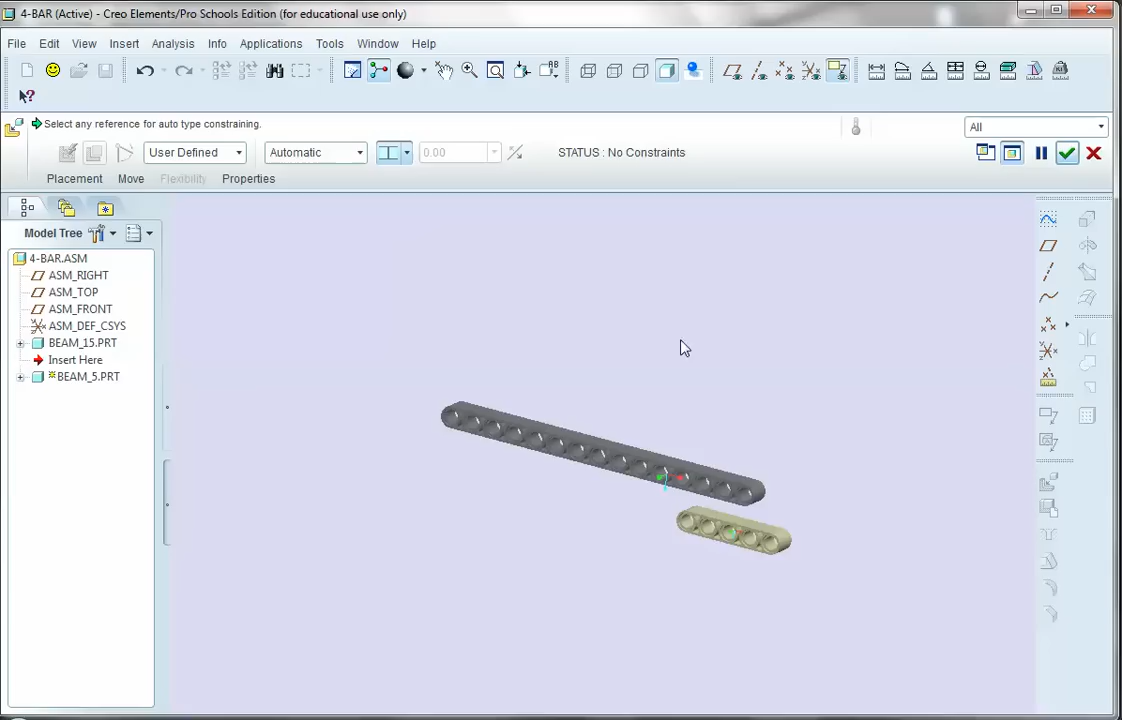 4-BAR (Active) - Creo Elements/Pro Schools Edition (for educational use only)
File Edit View Insert Analysis Info Applications Tools Window Help
Select any reference for auto type constraining.
All
User Defined Automatic 0.00 STATUS : No Constraints
Placement Move Flexibility Properties
Model Tree
4-BAR.ASM
ASM_RIGHT
ASM_TOP
ASM_FRONT
ASM_DEF_CSYS
BEAM_15.PRT
Insert Here
BEAM_5.PRT